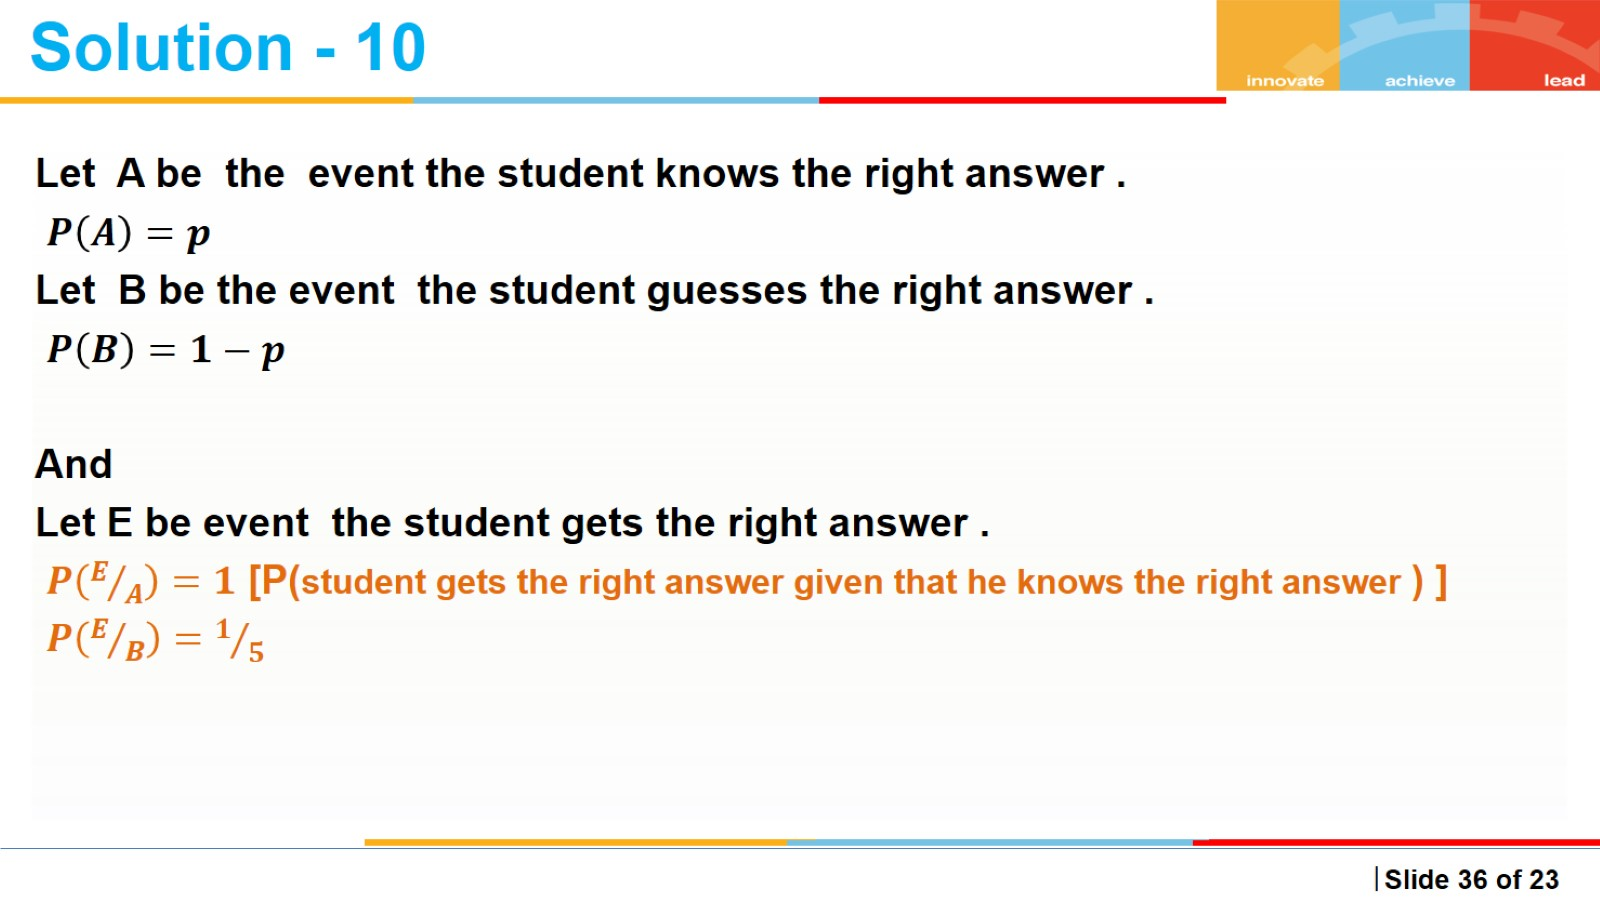 Solution - 10
innovate achieve lead
Let A be the event the student knows the right answer .
P(A) = p
Let B be the event the student guesses the right answer .
P(B) = 1 − p
And
Let E be event the student gets the right answer .
P(E/A) = 1 [P(student gets the right answer given that he knows the right answer ) ]
P(E/B) = 1/5
Slide 36 of 23